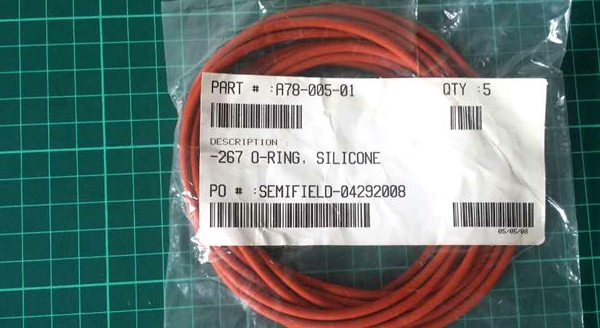 PART # :A78-005-01 QTY :5
DESCRIPTION :
-267 O-RING, SILICONE
PO # :SEMIFIELD-04292008
05/05/08